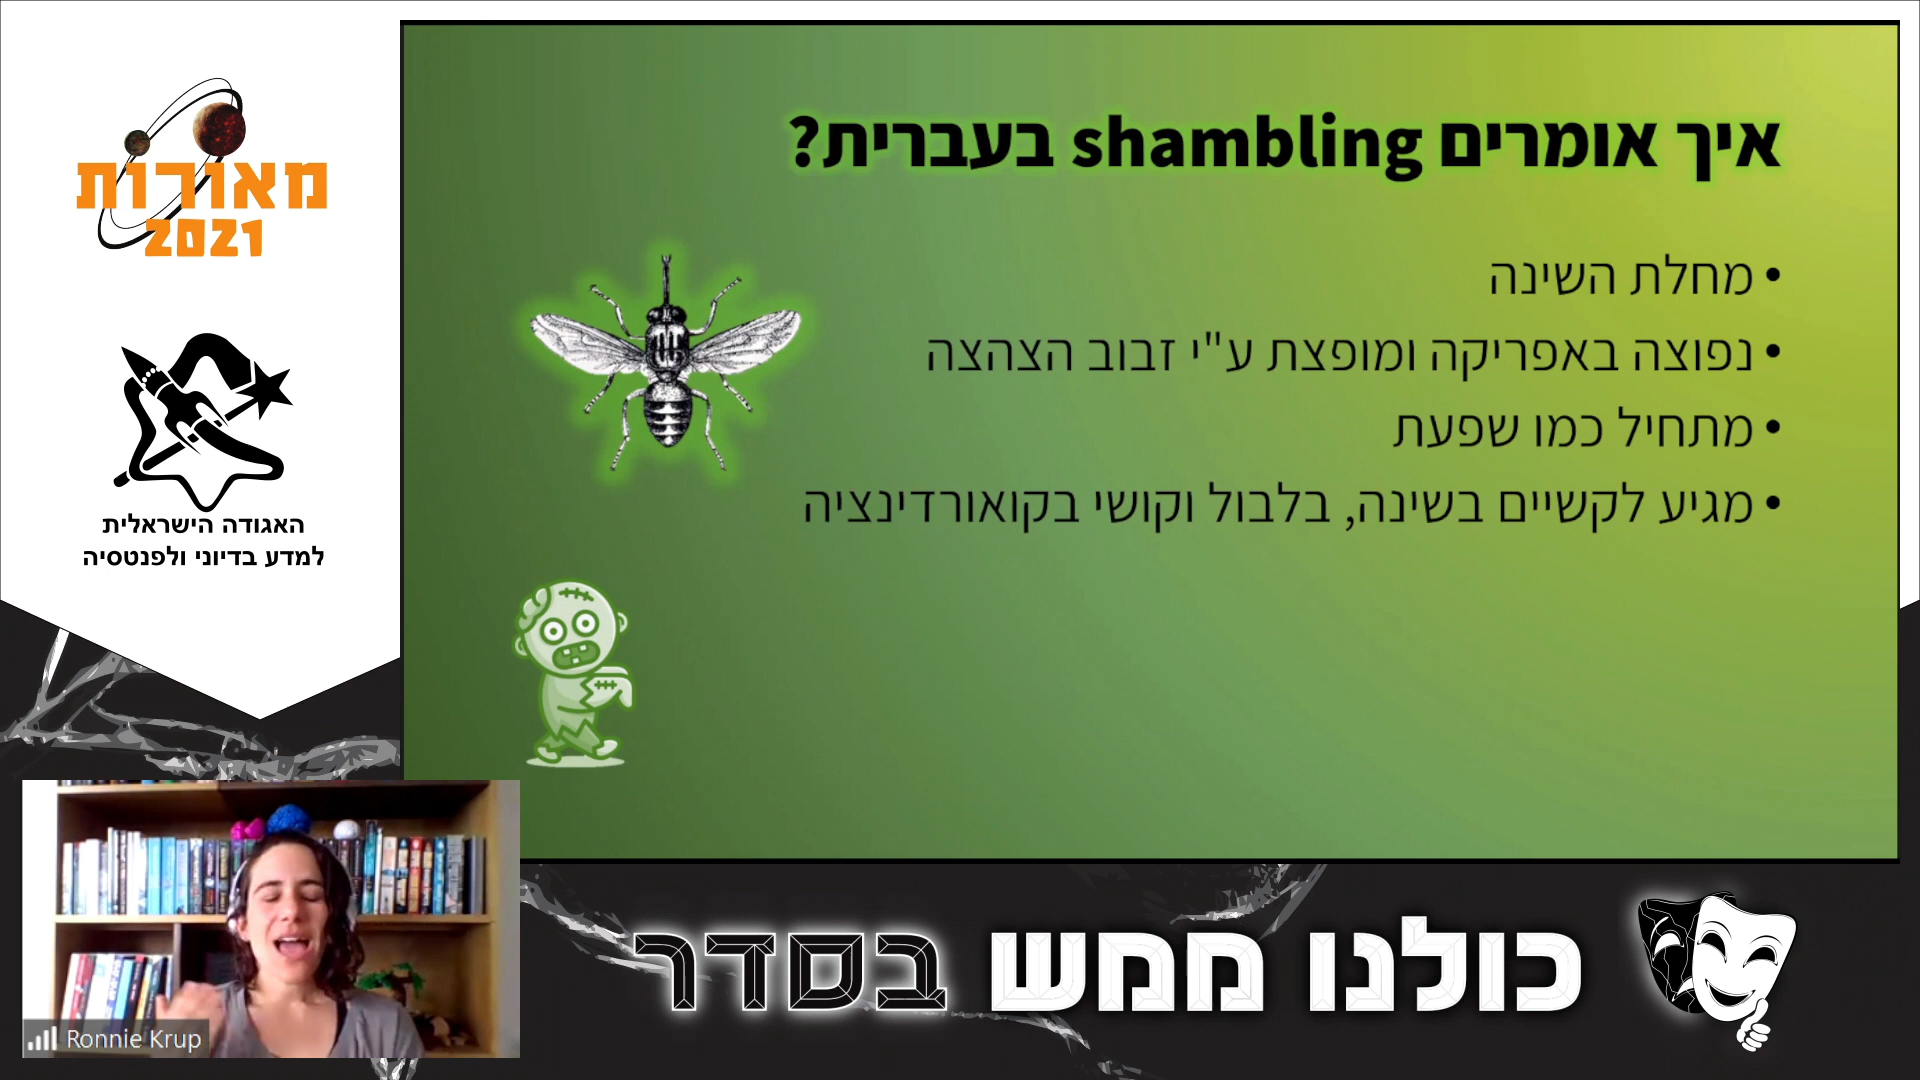 מאורות
2021
האגודה הישראלית
למדע בדיוני ולפנטסיה
איך אומרים shambling בעברית?
• מחלת השינה
• נפוצה באפריקה ומופצת ע"י זבוב הצהצה
• מתחיל כמו שפעת
• מגיע לקשיים בשינה, בלבול וקושי בקואורדינציה
Ronnie Krup
כולנו ממש בסדר